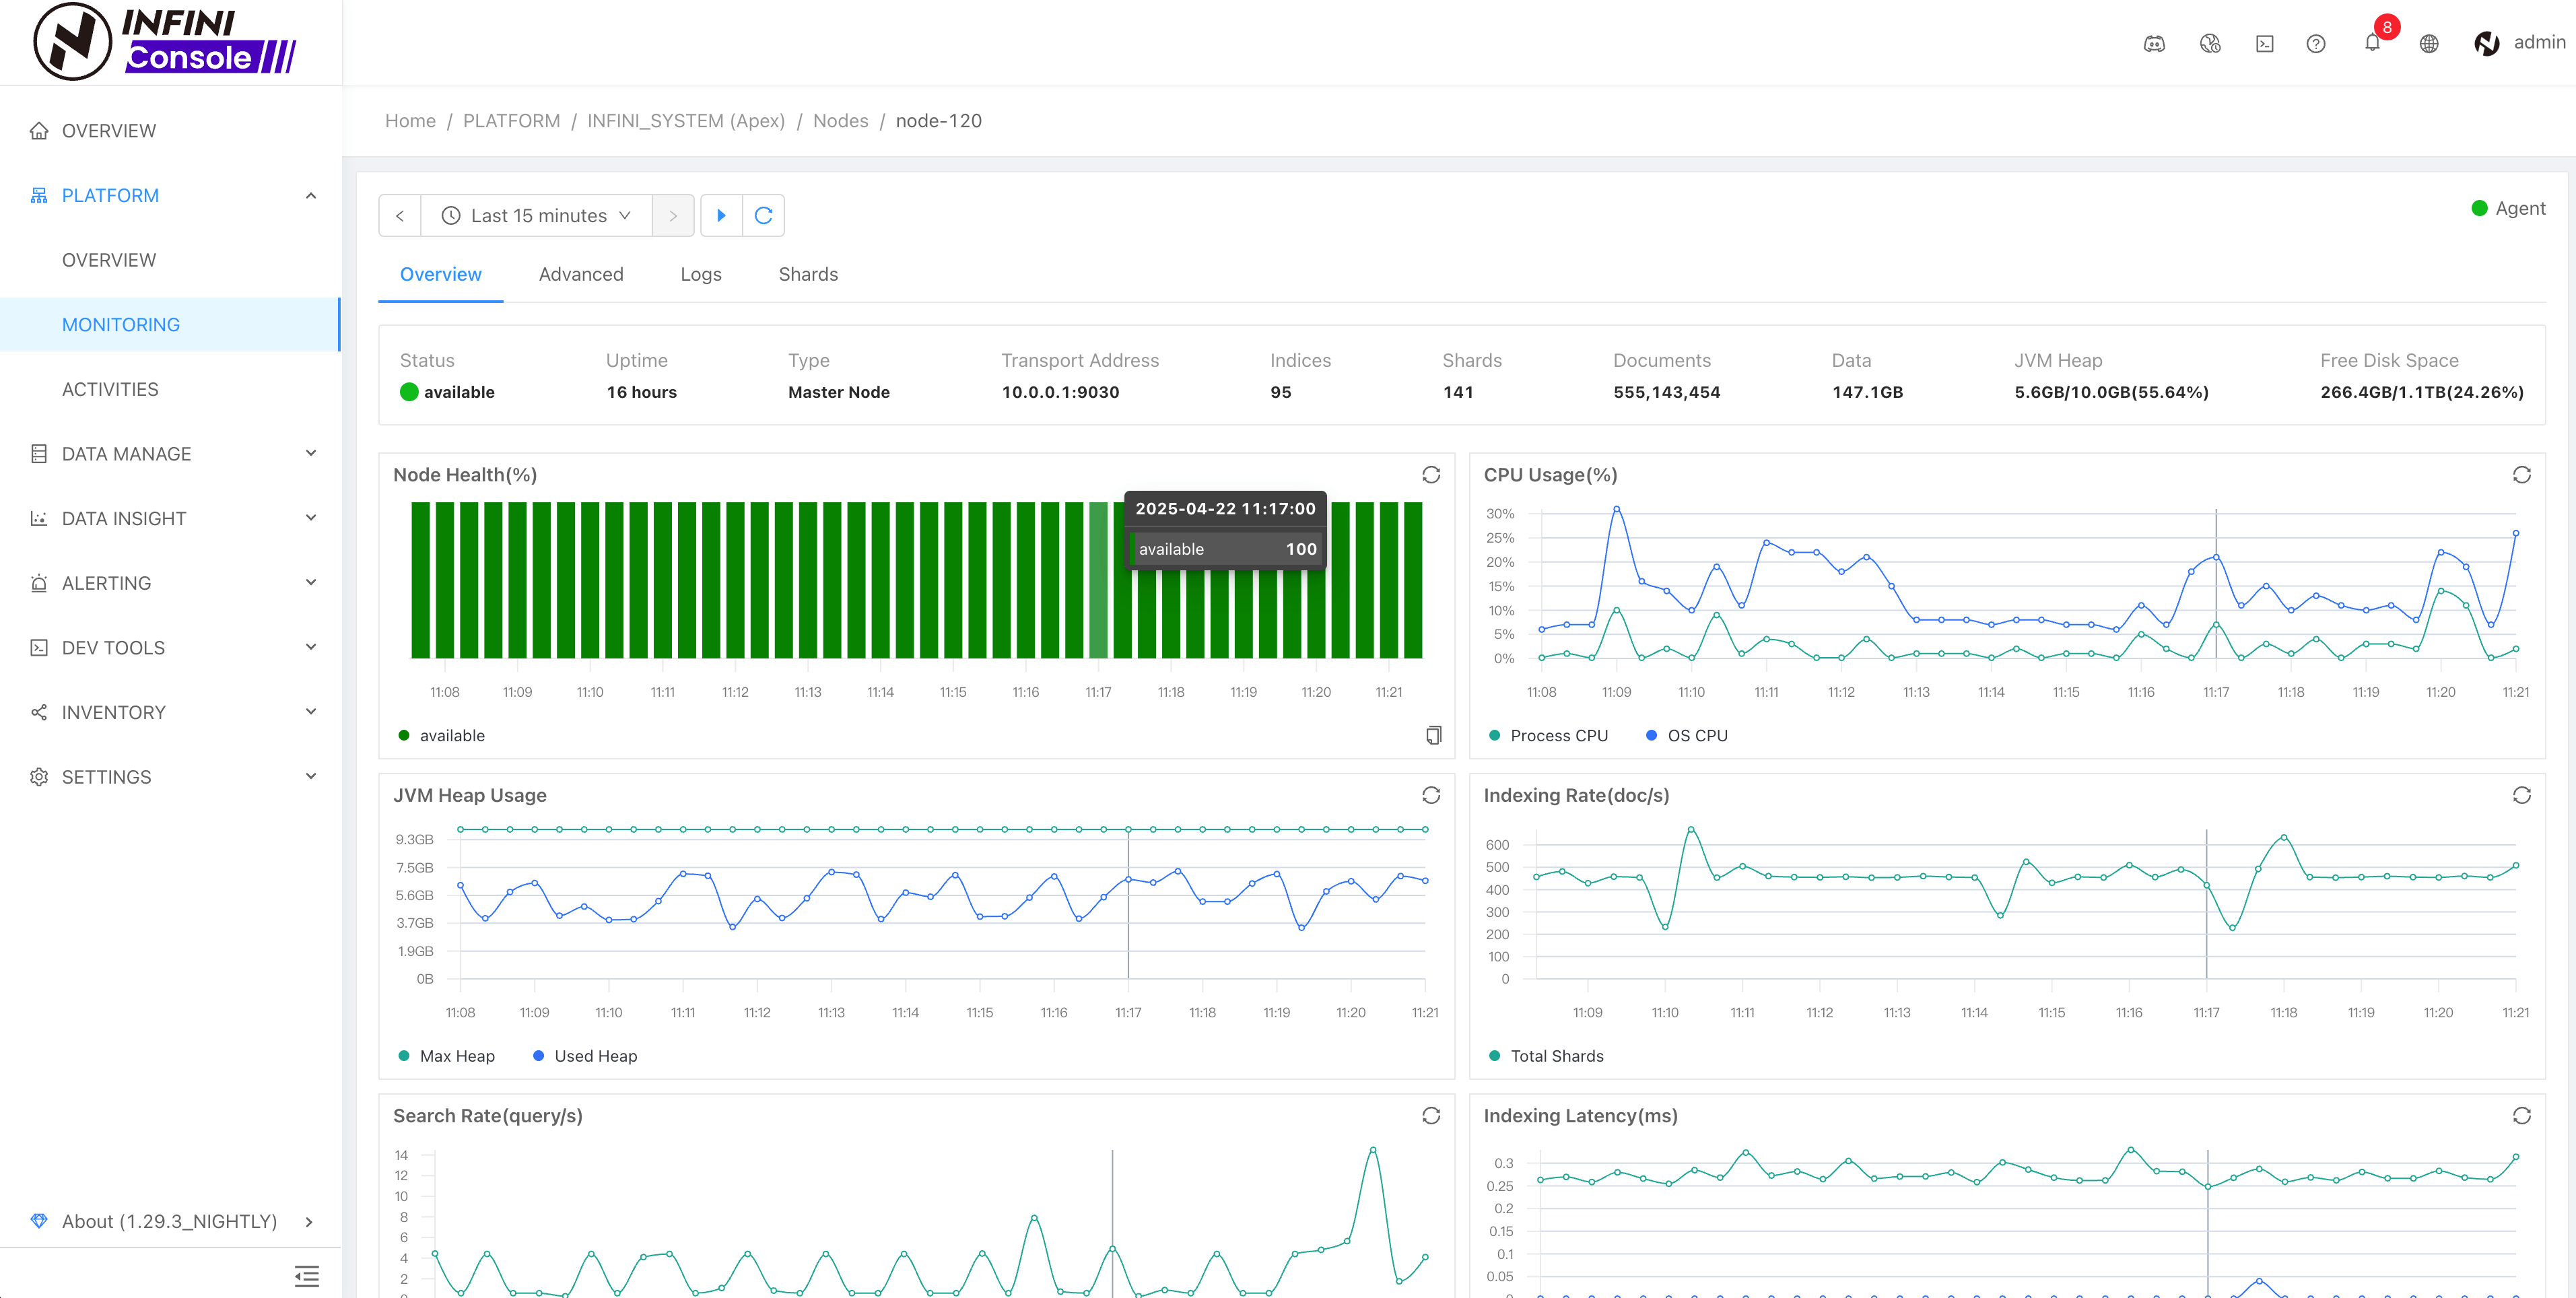 INFINI
Console
8
admin
OVERVIEW
PLATFORM
OVERVIEW
MONITORING
ACTIVITIES
DATA MANAGE
DATA INSIGHT
ALERTING
DEV TOOLS
INVENTORY
SETTINGS
About (1.29.3_NIGHTLY)
Home / PLATFORM / INFINI_SYSTEM (Apex) / Nodes / node-120
Last 15 minutes
Agent
Overview Advanced Logs Shards
Status Uptime Type Transport Address Indices Shards Documents Data JVM Heap Free Disk Space
available 16 hours Master Node 10.0.0.1:9030 95 141 555,143,454 147.1GB 5.6GB/10.0GB(55.64%) 266.4GB/1.1TB(24.26%)
Node Health(%)
2025-04-22 11:17:00
available 100
11:08 11:09 11:10 11:11 11:12 11:13 11:14 11:15 11:16 11:17 11:18 11:19 11:20 11:21
available
CPU Usage(%)
30%
25%
20%
15%
10%
5%
0%
11:08 11:09 11:10 11:11 11:12 11:13 11:14 11:15 11:16 11:17 11:18 11:19 11:20 11:21
Process CPU OS CPU
JVM Heap Usage
9.3GB
7.5GB
5.6GB
3.7GB
1.9GB
0B
11:08 11:09 11:10 11:11 11:12 11:13 11:14 11:15 11:16 11:17 11:18 11:19 11:20 11:21
Max Heap Used Heap
Indexing Rate(doc/s)
600
500
400
300
200
100
0
11:09 11:10 11:11 11:12 11:13 11:14 11:15 11:16 11:17 11:18 11:19 11:20 11:21
Total Shards
Search Rate(query/s)
14
12
10
8
6
4
2
0
Indexing Latency(ms)
0.3
0.25
0.2
0.15
0.1
0.05
0